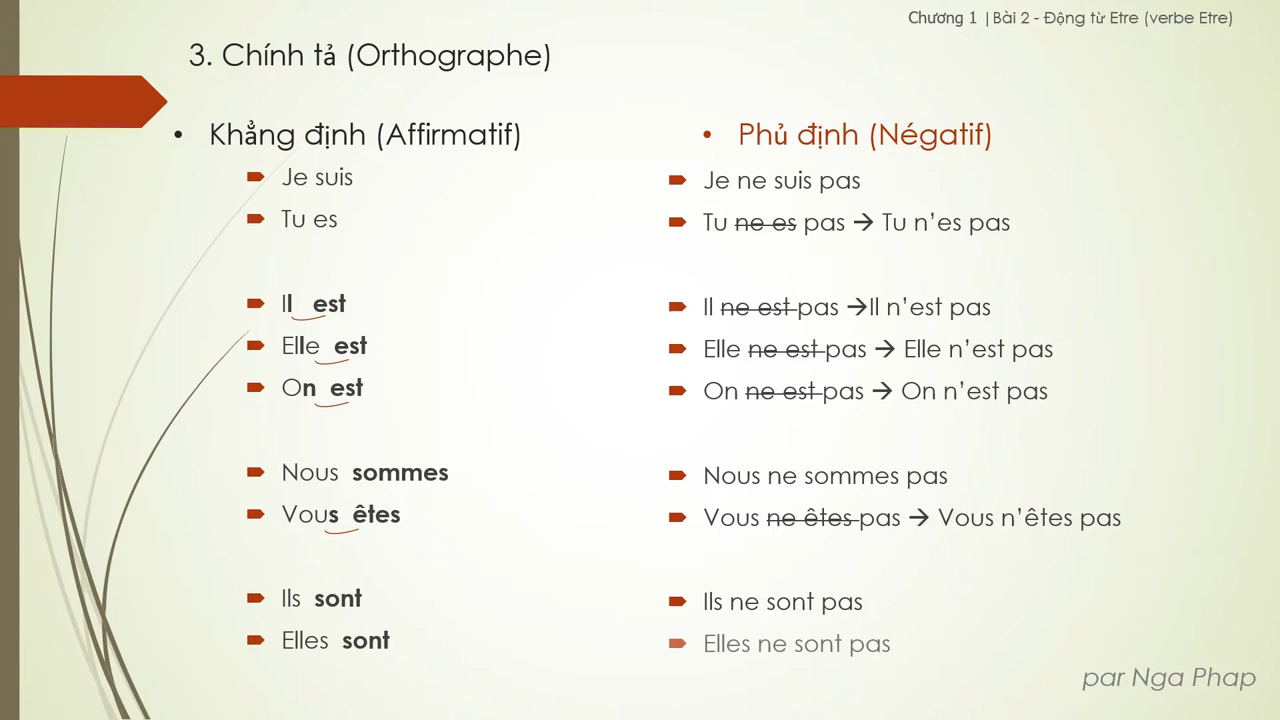 Chương 1 | Bài 2 - Động từ Etre (verbe Etre)
3. Chính tả (Orthographe)
• Khẳng định (Affirmatif)
Je suis
Tu es
Il est
Elle est
On est
Nous sommes
Vous êtes
Ils sont
Elles sont
• Phủ định (Négatif)
Je ne suis pas
Tu ne es pas → Tu n’es pas
Il ne est pas →Il n’est pas
Elle ne est pas → Elle n’est pas
On ne est pas → On n’est pas
Nous ne sommes pas
Vous ne êtes pas → Vous n’êtes pas
Ils ne sont pas
Elles ne sont pas
par Nga Phap